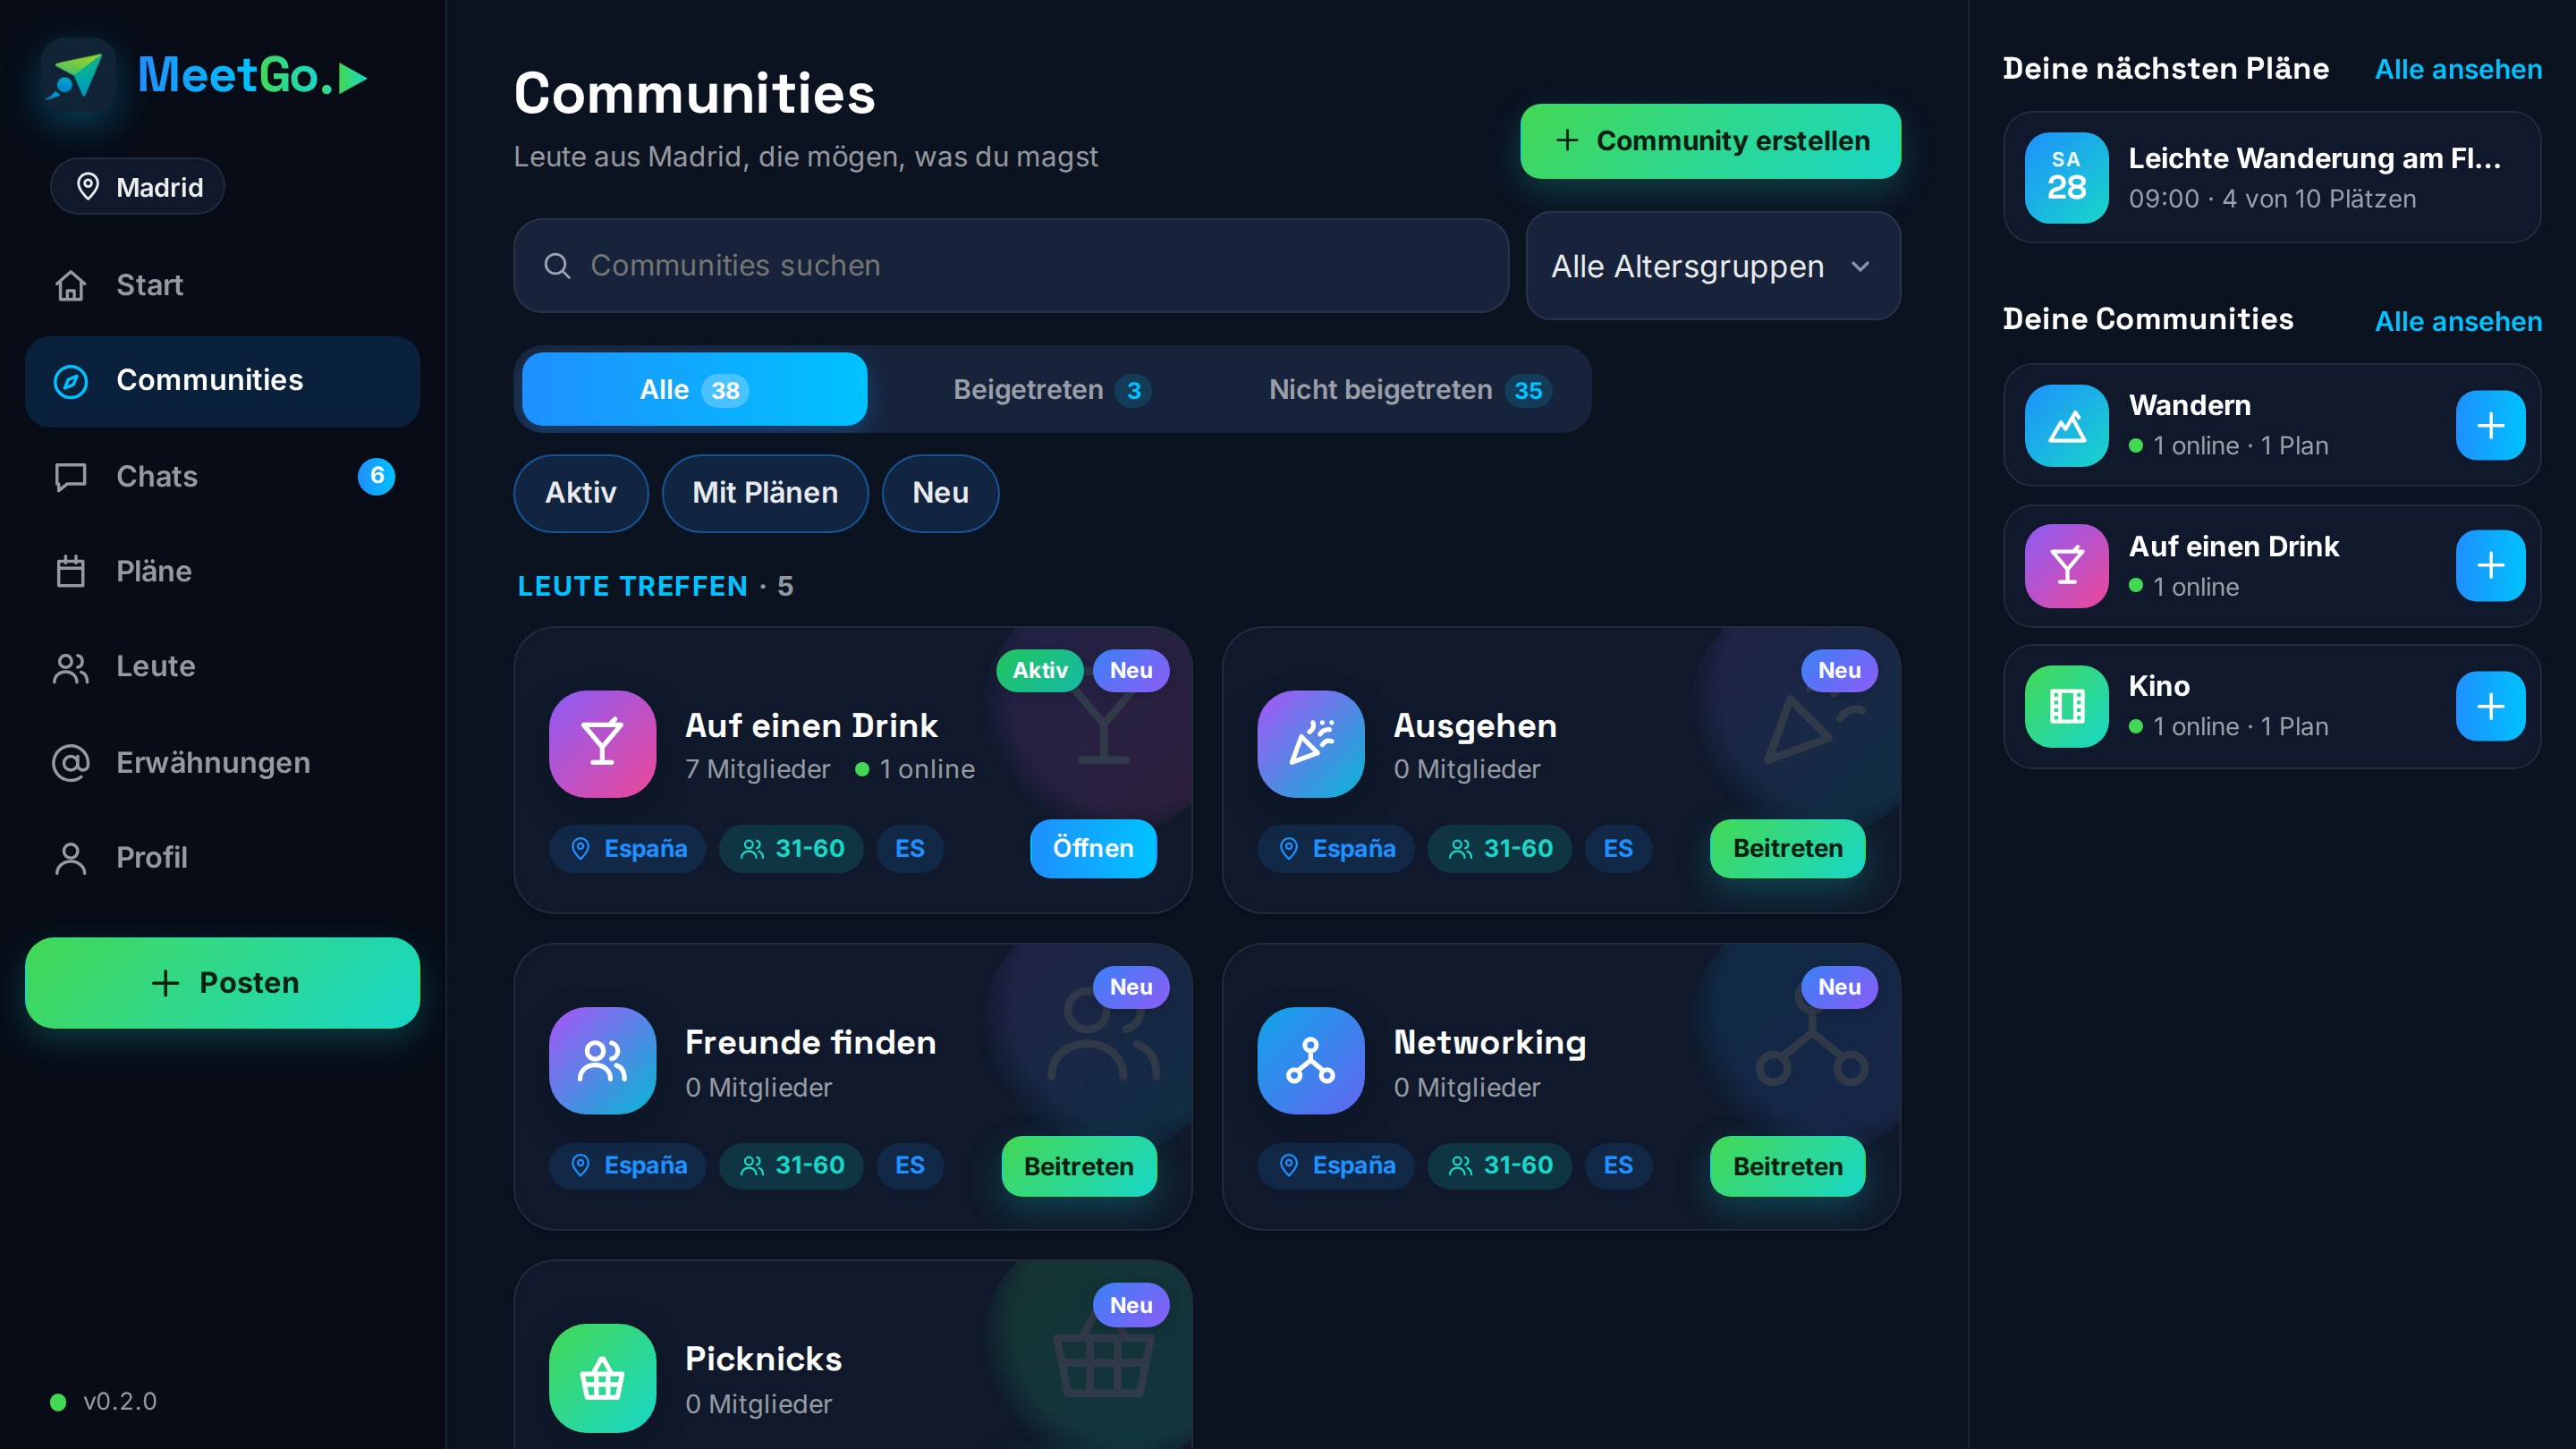 MeetGo.
Madrid
Start
Communities
Chats 6
Pläne
Leute
Erwähnungen
Profil
Posten
v0.2.0
Communities
Leute aus Madrid, die mögen, was du magst
Community erstellen
Communities suchen
Alle Altersgruppen
Alle 38
Beigetreten 3
Nicht beigetreten 35
Aktiv
Mit Plänen
Neu
LEUTE TREFFEN · 5
Aktiv Neu
Auf einen Drink
7 Mitglieder 1 online
España 31-60 ES Öffnen
Neu
Ausgehen
0 Mitglieder
España 31-60 ES Beitreten
Neu
Freunde finden
0 Mitglieder
España 31-60 ES Beitreten
Neu
Networking
0 Mitglieder
España 31-60 ES Beitreten
Neu
Picknicks
0 Mitglieder
Deine nächsten Pläne Alle ansehen
SA
28
Leichte Wanderung am Fl...
09:00 · 4 von 10 Plätzen
Deine Communities Alle ansehen
Wandern
1 online · 1 Plan
Auf einen Drink
1 online
Kino
1 online · 1 Plan